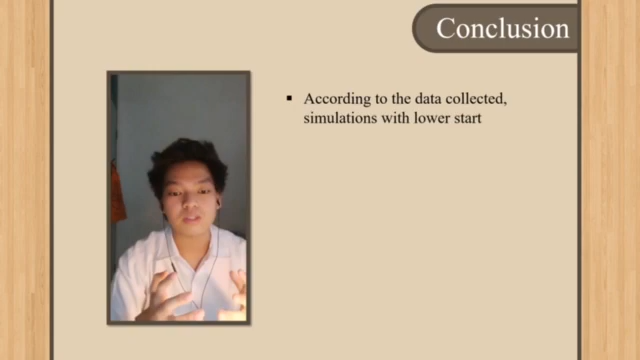 Conclusion
According to the data collected,
simulations with lower start